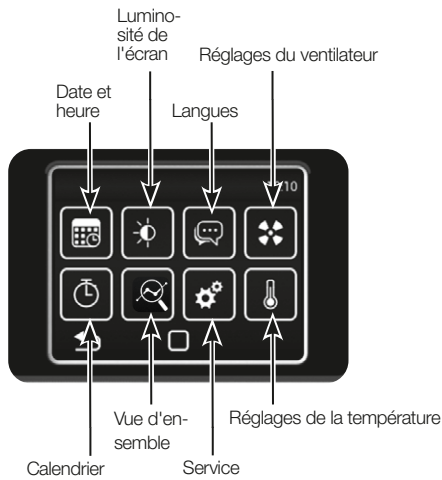 Lumino-
sité de
l'écran
Réglages du ventilateur
Date et
heure
Langues
10
Vue d'en-
semble
Réglages de la température
Calendrier
Service